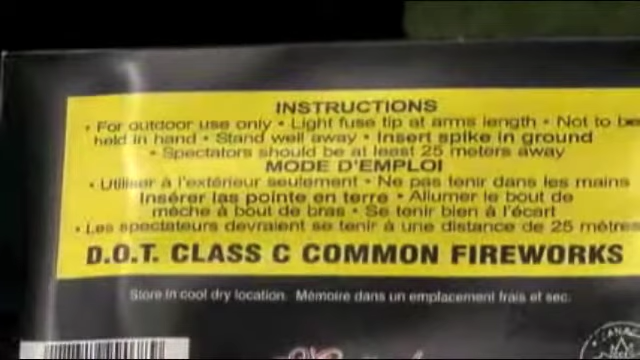 INSTRUCTIONS
• For outdoor use only • Light fuse tip at arms length • Not to be
held in hand • Stand well away • Insert spike in ground
• Spectators should be at least 25 meters away
MODE D'EMPLOI
• Utiliser à l'extérieur seulement • Ne pas tenir dans les mains
Insérer las pointe en terre • Allumer le bout de
mèche à bout de bras • Se tenir bien à l'écart
• Les spectateurs devraient se tenir à une distance de 25 mètres
D.O.T. CLASS C COMMON FIREWORKS
Store in cool dry location. Mémoire dans un emplacement frais et sec.